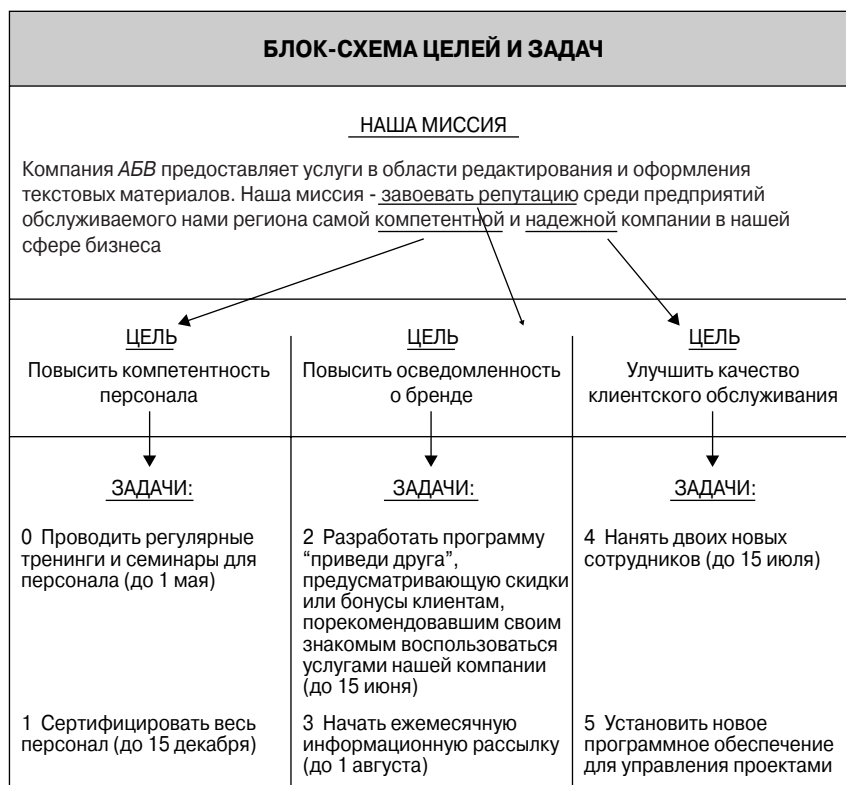 БЛОК-СХЕМА ЦЕЛЕЙ И ЗАДАЧ
НАША МИССИЯ
Компания АБВ предоставляет услуги в области редактирования и оформления
текстовых материалов. Наша миссия - завоевать репутацию среди предприятий
обслуживаемого нами региона самой компетентной и надежной компании в нашей
сфере бизнеса
ЦЕЛЬ
Повысить компетентность
персонала
ЗАДАЧИ:
0 Проводить регулярные
тренинги и семинары для
персонала (до 1 мая)
1 Сертифицировать весь
персонал (до 15 декабря)
ЦЕЛЬ
Повысить осведомленность
о бренде
ЗАДАЧИ:
2 Разработать программу
“приведи друга”,
предусматривающую скидки
или бонусы клиентам,
порекомендовавшим своим
знакомым воспользоваться
услугами нашей компании
(до 15 июня)
3 Начать ежемесячную
информационную рассылку
(до 1 августа)
ЦЕЛЬ
Улучшить качество
клиентского обслуживания
ЗАДАЧИ:
4 Нанять двоих новых
сотрудников (до 15 июля)
5 Установить новое
программное обеспечение
для управления проектами